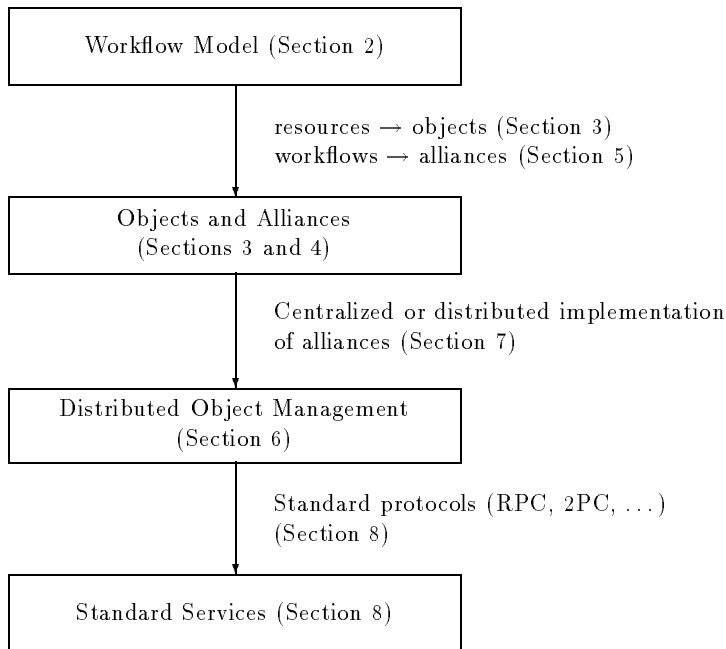 Workflow Model (Section 2)
resources → objects (Section 3)
workflows → alliances (Section 5)
Objects and Alliances
(Sections 3 and 4)
Centralized or distributed implementation
of alliances (Section 7)
Distributed Object Management
(Section 6)
Standard protocols (RPC, 2PC, ...)
(Section 8)
Standard Services (Section 8)